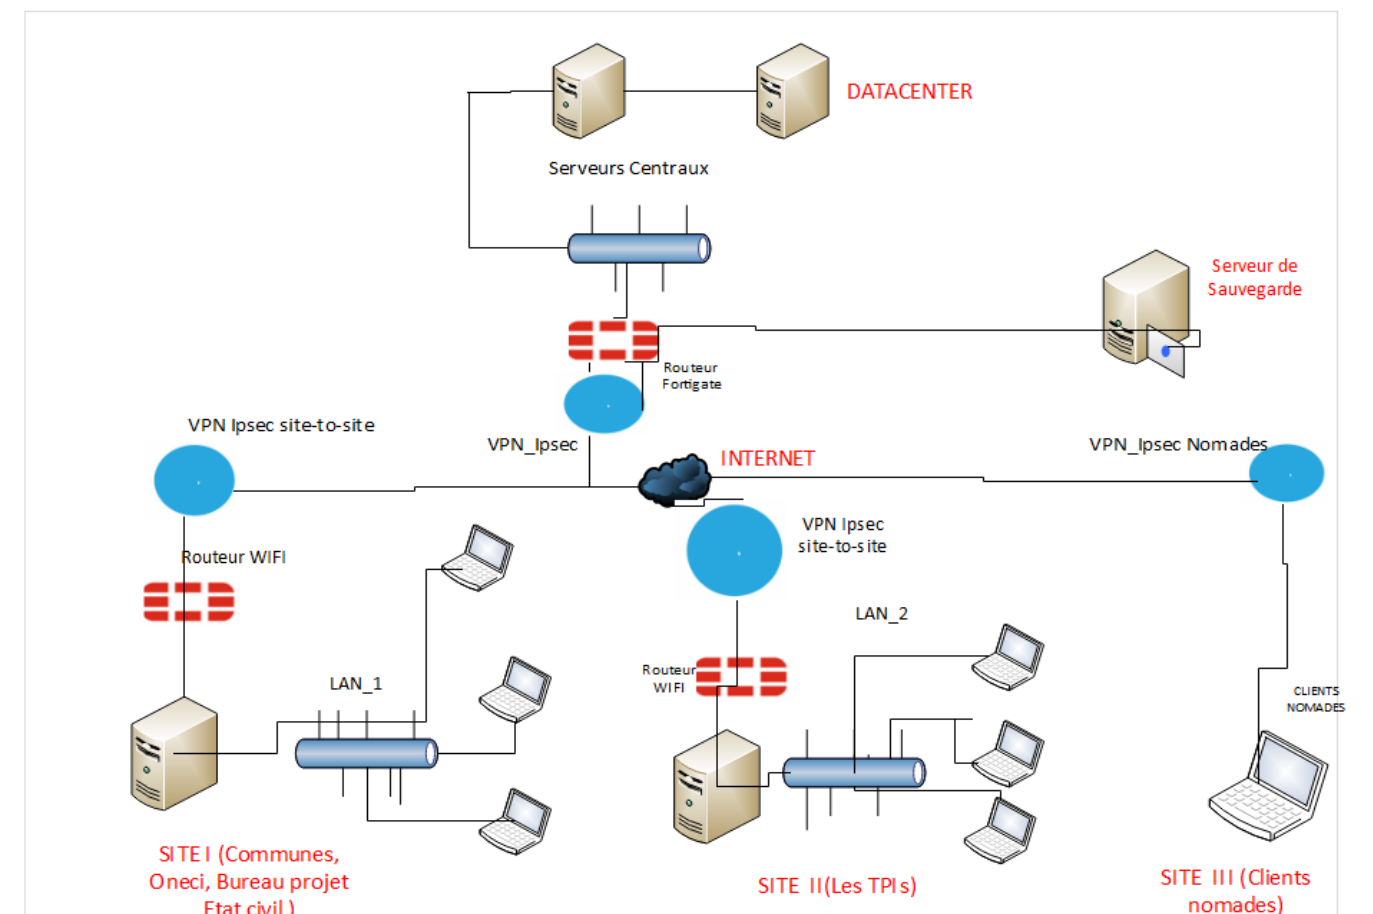 DATACENTER
Serveurs Centraux
Serveur de
Sauvegarde
Routeur
Fortigate
VPN Ipsec site-to-site
VPN_Ipsec
INTERNET
VPN_Ipsec Nomades
VPN Ipsec
site-to-site
Routeur WIFI
LAN_2
Routeur
WIFI
LAN_1
CLIENTS
NOMADES
SITE I (Communes,
Oneci, Bureau projet
Etat civil )
SITE II(Les TPIs)
SITE III (Clients
nomades)